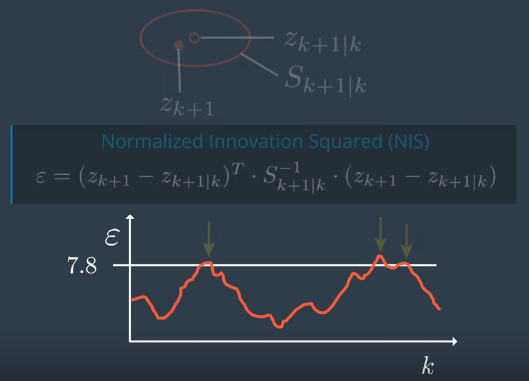 z_{k+1|k}
S_{k+1|k}
z_{k+1}
Normalized Innovation Squared (NIS)
ε = (z_{k+1} − z_{k+1|k})^T · S^{−1}_{k+1|k} · (z_{k+1} − z_{k+1|k})
ε
7.8
k